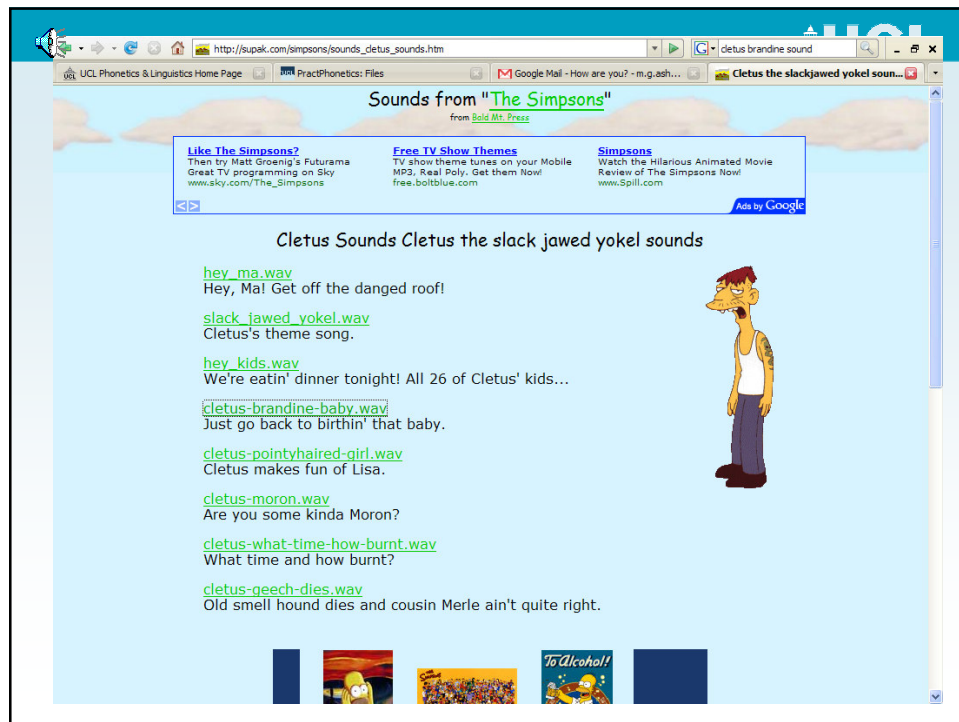 UCL
http://supak.com/simpsons/sounds_cletus_sounds.htm
G
cletus brandine sound
UCL Phonetics & Linguistics Home Page
UCL PractPhonetics: Files
Google Mail - How are you? - m.g.ash...
Cletus the slackjawed yokel soun...
Sounds from "The Simpsons"
from Bald Mt. Press
Like The Simpsons?
Then try Matt Groenig's Futurama
Great TV programming on Sky
www.sky.com/The_Simpsons
Free TV Show Themes
TV show theme tunes on your Mobile
MP3, Real Poly. Get them Now!
free.boltblue.com
Simpsons
Watch the Hilarious Animated Movie
Review of The Simpsons Now!
www.Spill.com
Ads by Google
Cletus Sounds Cletus the slack jawed yokel sounds
hey_ma.wav
Hey, Ma! Get off the danged roof!
slack_jawed_yokel.wav
Cletus's theme song.
hey_kids.wav
We're eatin' dinner tonight! All 26 of Cletus' kids...
cletus-brandine-baby.wav
Just go back to birthin' that baby.
cletus-pointyhaired-girl.wav
Cletus makes fun of Lisa.
cletus-moron.wav
Are you some kinda Moron?
cletus-what-time-how-burnt.wav
What time and how burnt?
cletus-geech-dies.wav
Old smell hound dies and cousin Merle ain't quite right.
To Alcohol!